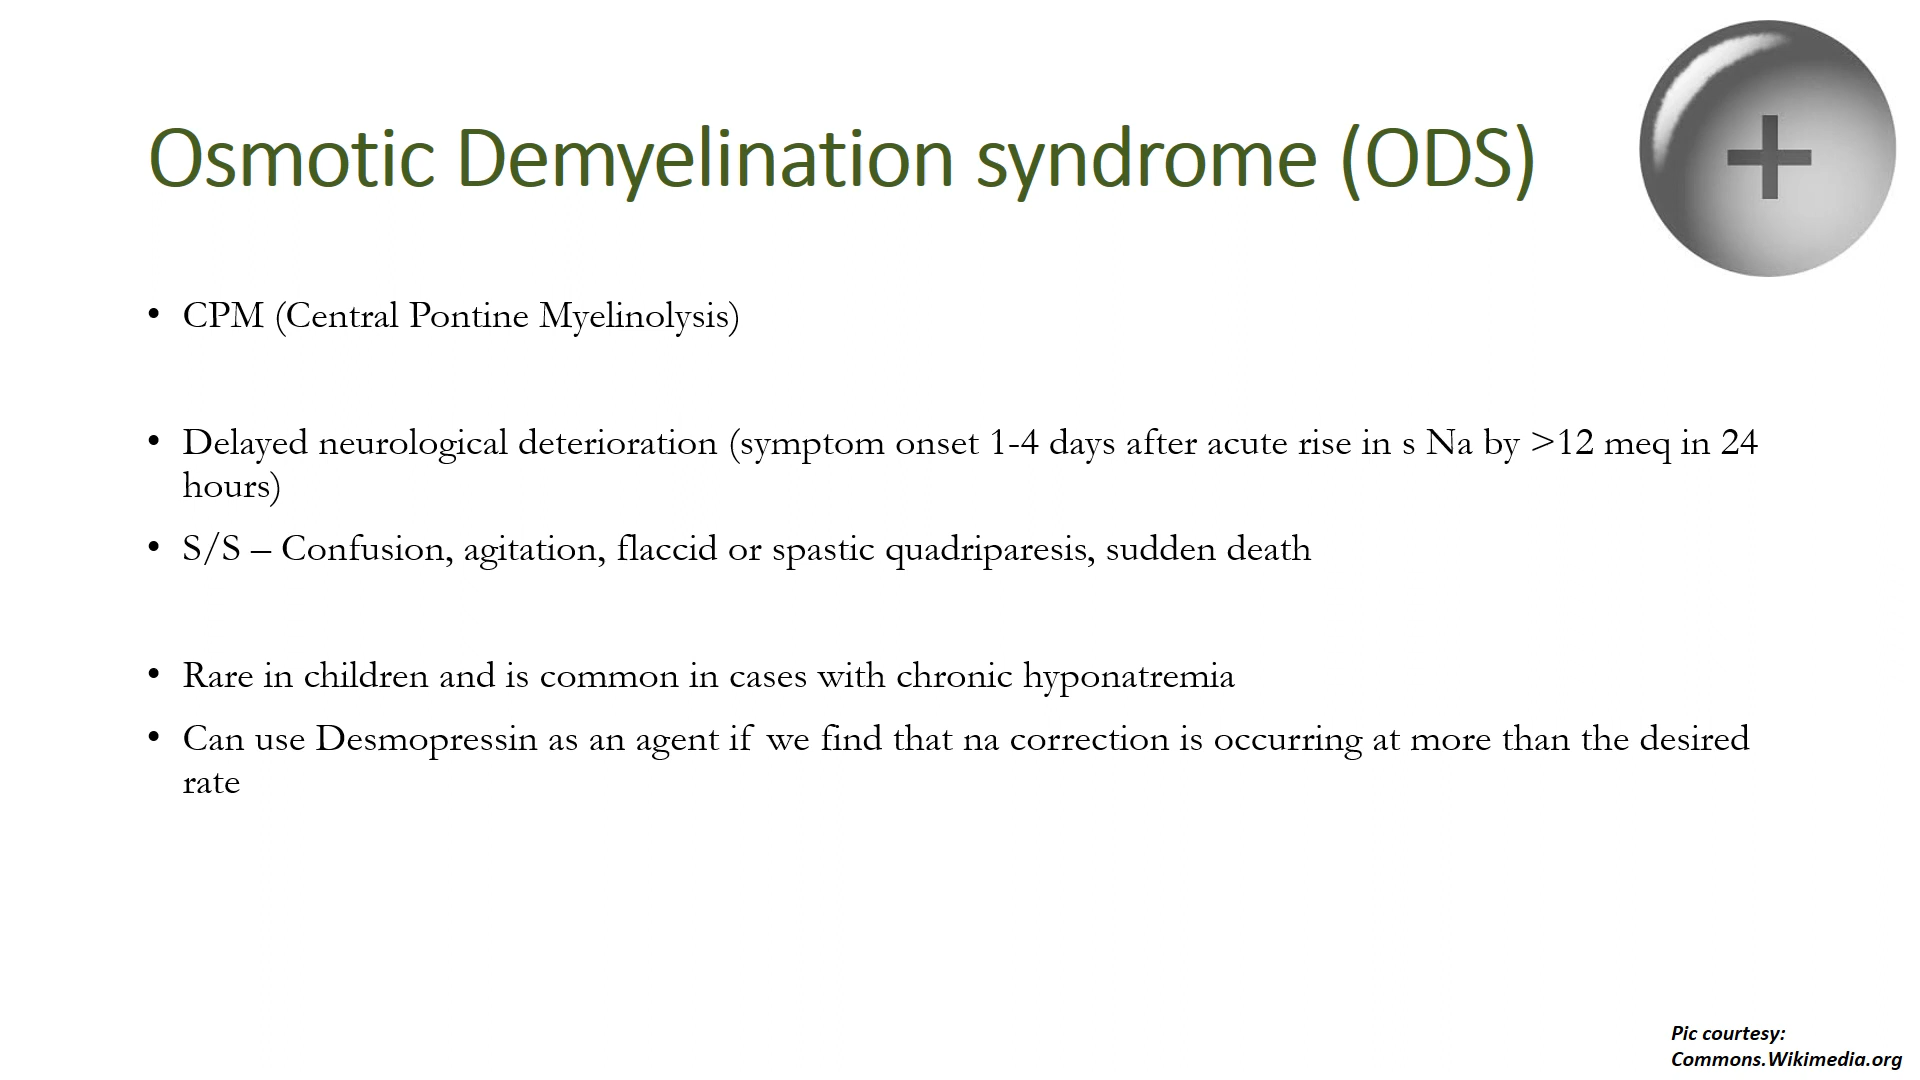 Osmotic Demyelination syndrome (ODS)
+
• CPM (Central Pontine Myelinolysis)
• Delayed neurological deterioration (symptom onset 1-4 days after acute rise in s Na by >12 meq in 24
hours)
• S/S – Confusion, agitation, flaccid or spastic quadriparesis, sudden death
• Rare in children and is common in cases with chronic hyponatremia
• Can use Desmopressin as an agent if we find that na correction is occurring at more than the desired
rate
Pic courtesy:
Commons.Wikimedia.org